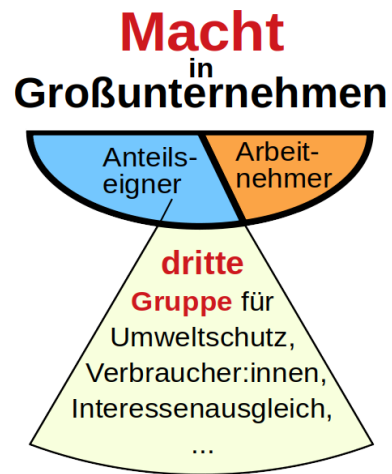 Macht
in
Großunternehmen
Anteils-
eigner
Arbeit-
nehmer
dritte
Gruppe für
Umweltschutz,
Verbraucher:innen,
Interessenausgleich,
...